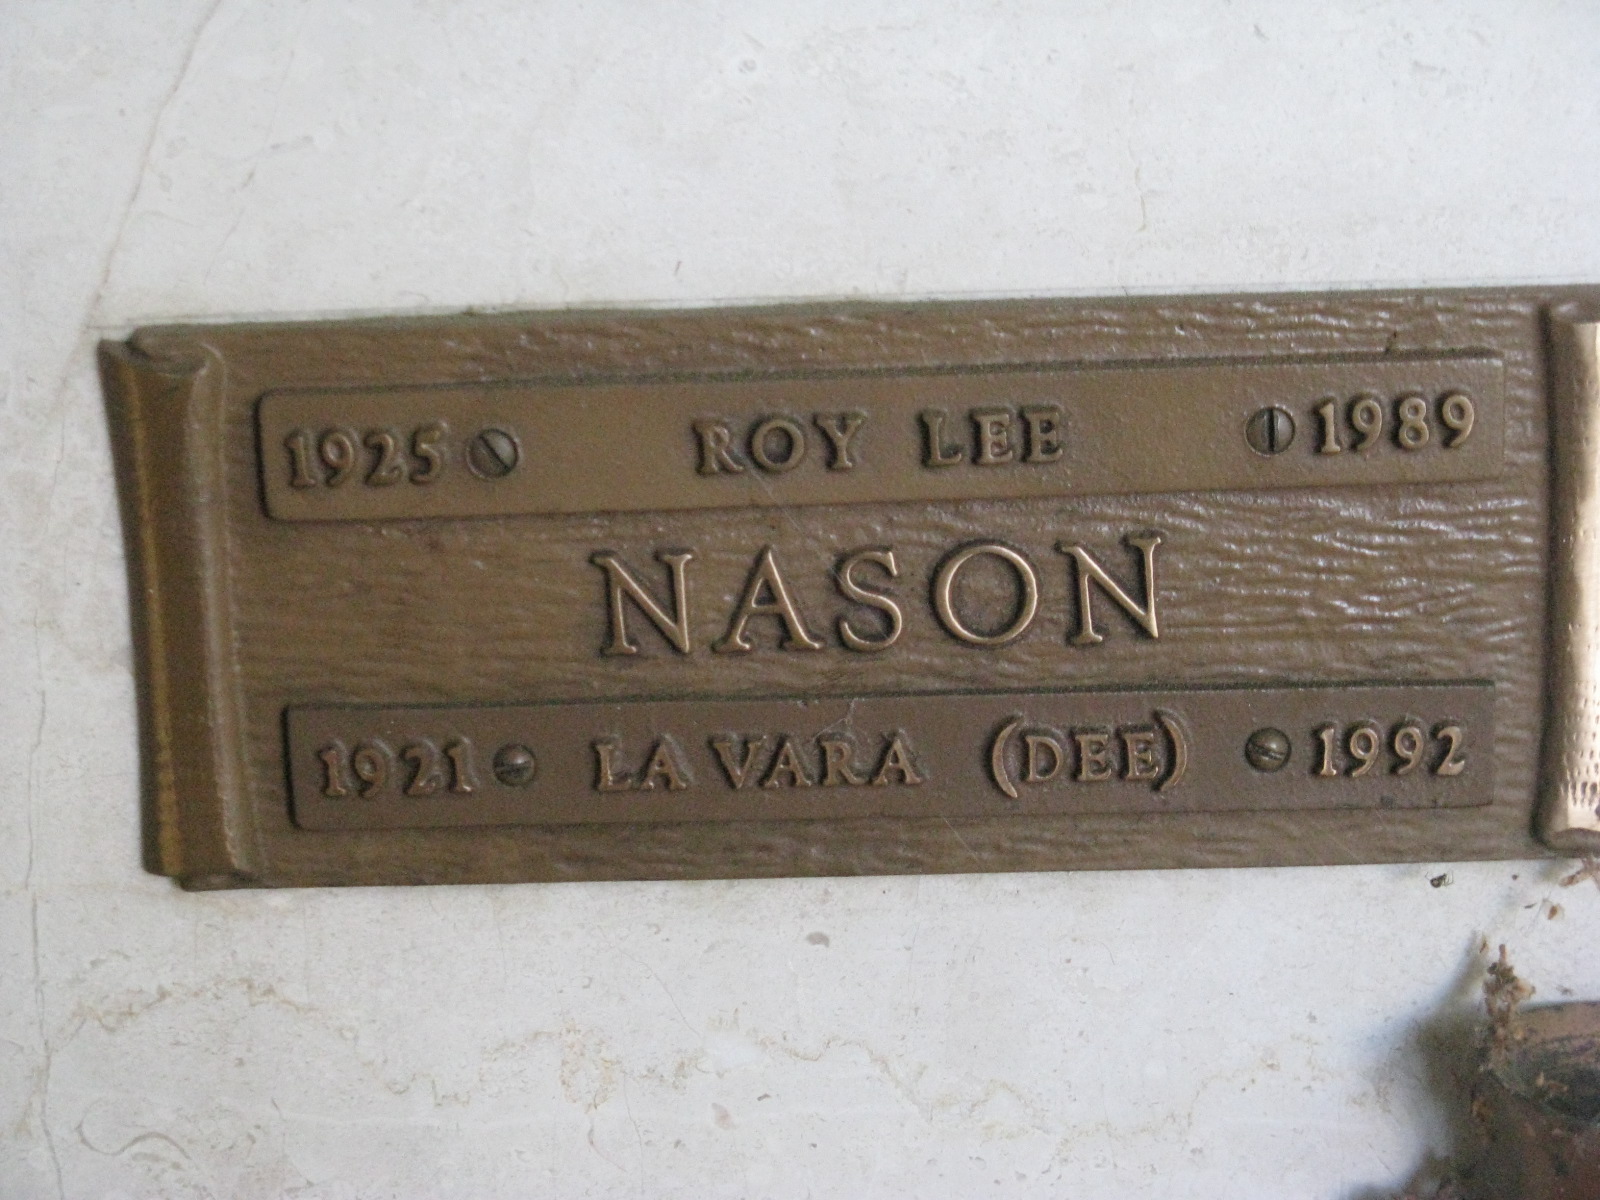 1925 ROY LEE 1989
NASON
1921 LA VARA (DEE) 1992